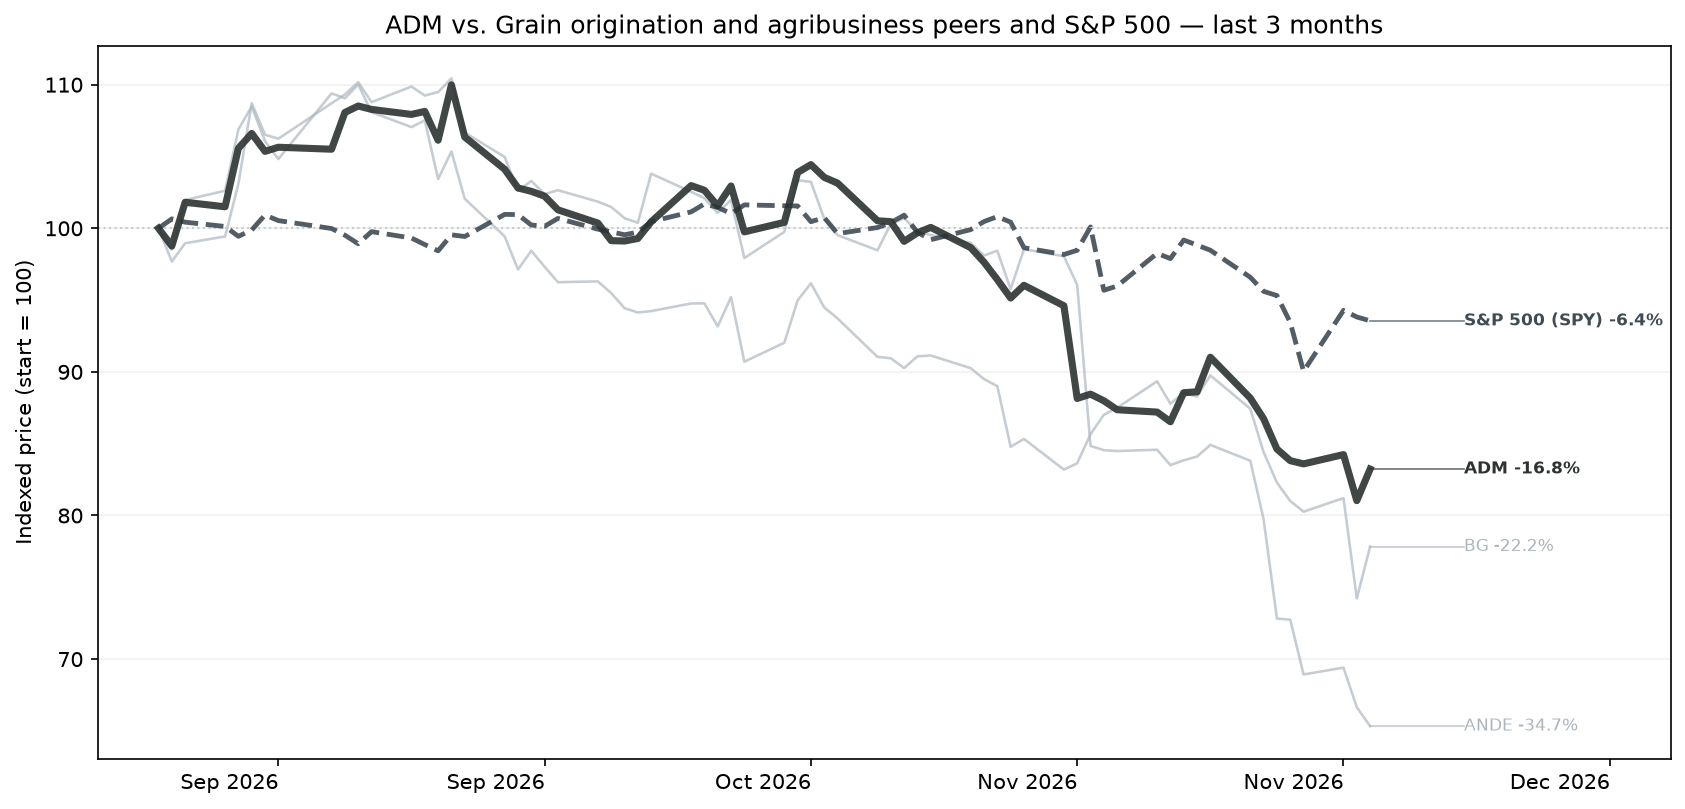 ADM vs. Grain origination and agribusiness peers and S&P 500 — last 3 months
Indexed price (start = 100)
110
100
90
80
70
S&P 500 (SPY) -6.4%
ADM -16.8%
BG -22.2%
ANDE -34.7%
Sep 2026
Sep 2026
Oct 2026
Nov 2026
Nov 2026
Dec 2026